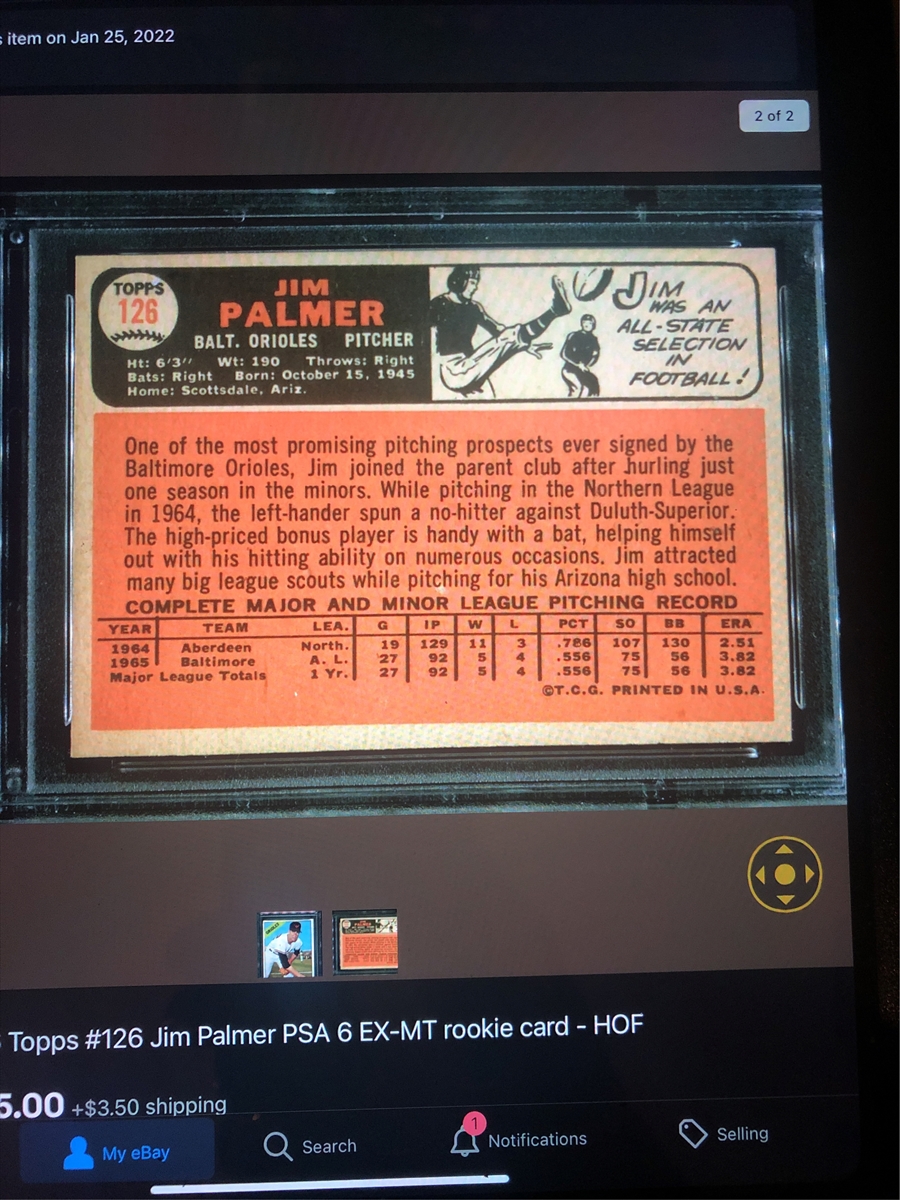 s item on Jan 25, 2022
2 of 2
TOPPS
126
JIM
PALMER
BALT. ORIOLES PITCHER
Ht: 6'3" Wt: 190 Throws: Right
Bats: Right Born: October 15, 1945
Home: Scottsdale, Ariz.
JIM
WAS AN
ALL-STATE
SELECTION
IN
FOOTBALL!
One of the most promising pitching prospects ever signed by the
Baltimore Orioles, Jim joined the parent club after hurling just
one season in the minors. While pitching in the Northern League
in 1964, the left-hander spun a no-hitter against Duluth-Superior.
The high-priced bonus player is handy with a bat, helping himself
out with his hitting ability on numerous occasions. Jim attracted
many big league scouts while pitching for his Arizona high school.
COMPLETE MAJOR AND MINOR LEAGUE PITCHING RECORD
YEAR TEAM LEA. G IP W L PCT SO BB ERA
1964 Aberdeen North. 19 129 11 3 .786 107 130 2.51
1965 Baltimore A. L. 27 92 5 4 .556 75 56 3.82
Major League Totals 1 Yr. 27 92 5 4 .556 75 56 3.82
©T.C.G. PRINTED IN U.S.A.
Topps #126 Jim Palmer PSA 6 EX-MT rookie card - HOF
5.00 +$3.50 shipping
My eBay
Search
1
Notifications
Selling